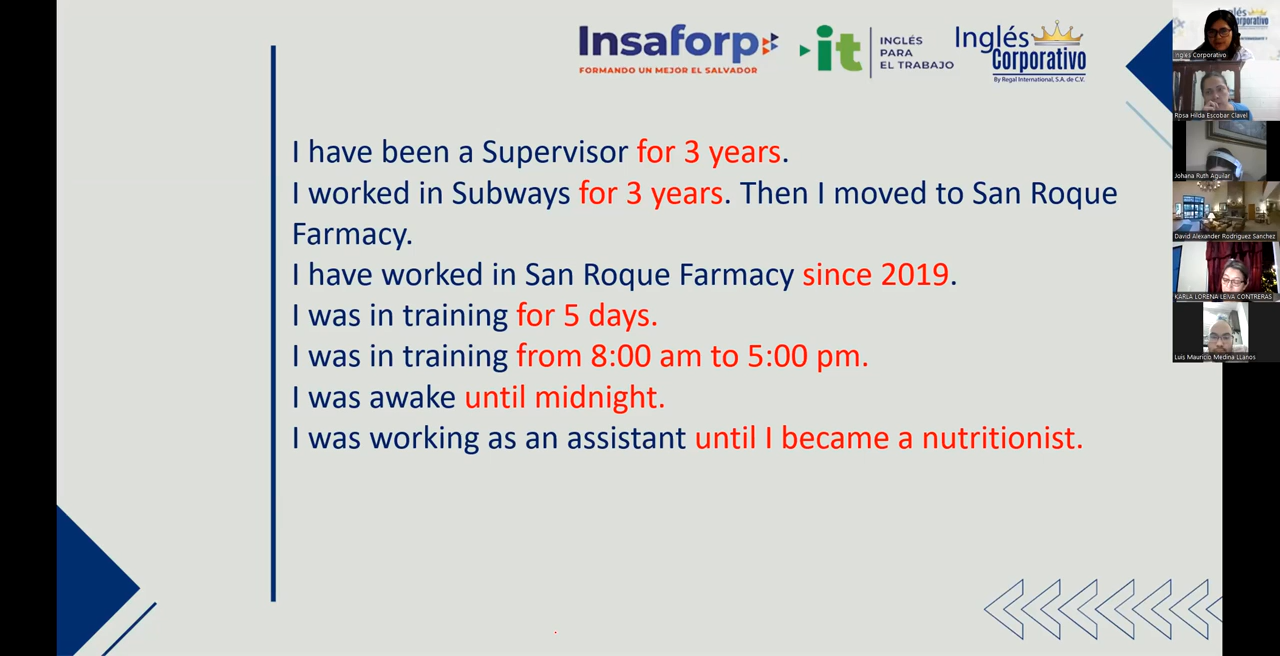 Insaforp
FORMANDO UN MEJOR EL SALVADOR
it
INGLÉS
PARA
EL TRABAJO
Inglés
Corporativo
By Regal International, S.A. de C.V.
I have been a Supervisor for 3 years.
I worked in Subways for 3 years. Then I moved to San Roque
Farmacy.
I have worked in San Roque Farmacy since 2019.
I was in training for 5 days.
I was in training from 8:00 am to 5:00 pm.
I was awake until midnight.
I was working as an assistant until I became a nutritionist.
Inglés Corporativo
Rosa Hilda Escobar Clavel
Johana Ruth Aguilar
David Alexander Rodriguez Sanchez
KARLA LORENA LEIVA CONTRERAS
Luis Mauricio Medina LLanos